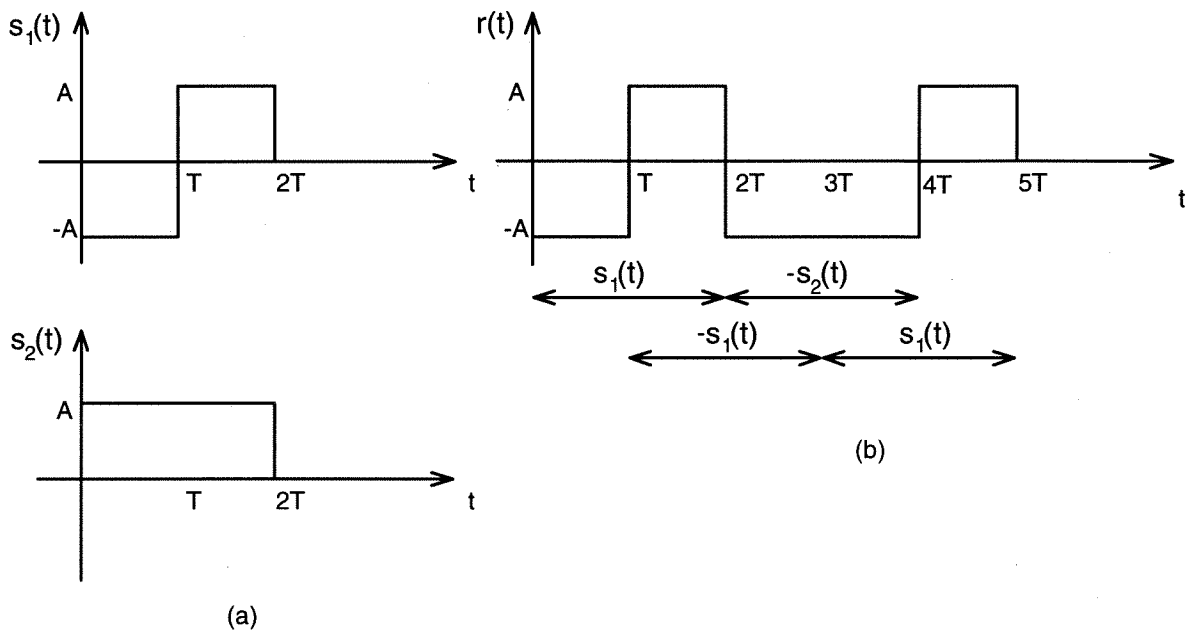 s₁(t)
A
-A
T
2T
t
s₂(t)
A
T
2T
t
(a)
r(t)
A
-A
T
2T
3T
4T
5T
t
s₁(t)
-s₂(t)
-s₁(t)
s₁(t)
(b)